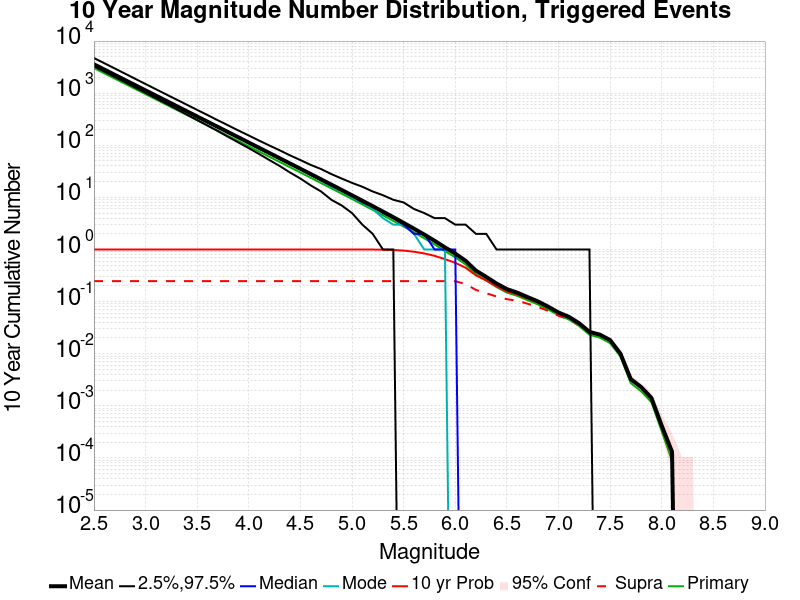 10 Year Magnitude Number Distribution, Triggered Events
10 Year Cumulative Number
10^4
10^3
10^2
10^1
10^0
10^-1
10^-2
10^-3
10^-4
10^-5
2.5 3.0 3.5 4.0 4.5 5.0 5.5 6.0 6.5 7.0 7.5 8.0 8.5 9.0
Magnitude
Mean 2.5%,97.5% Median Mode 10 yr Prob 95% Conf Supra Primary